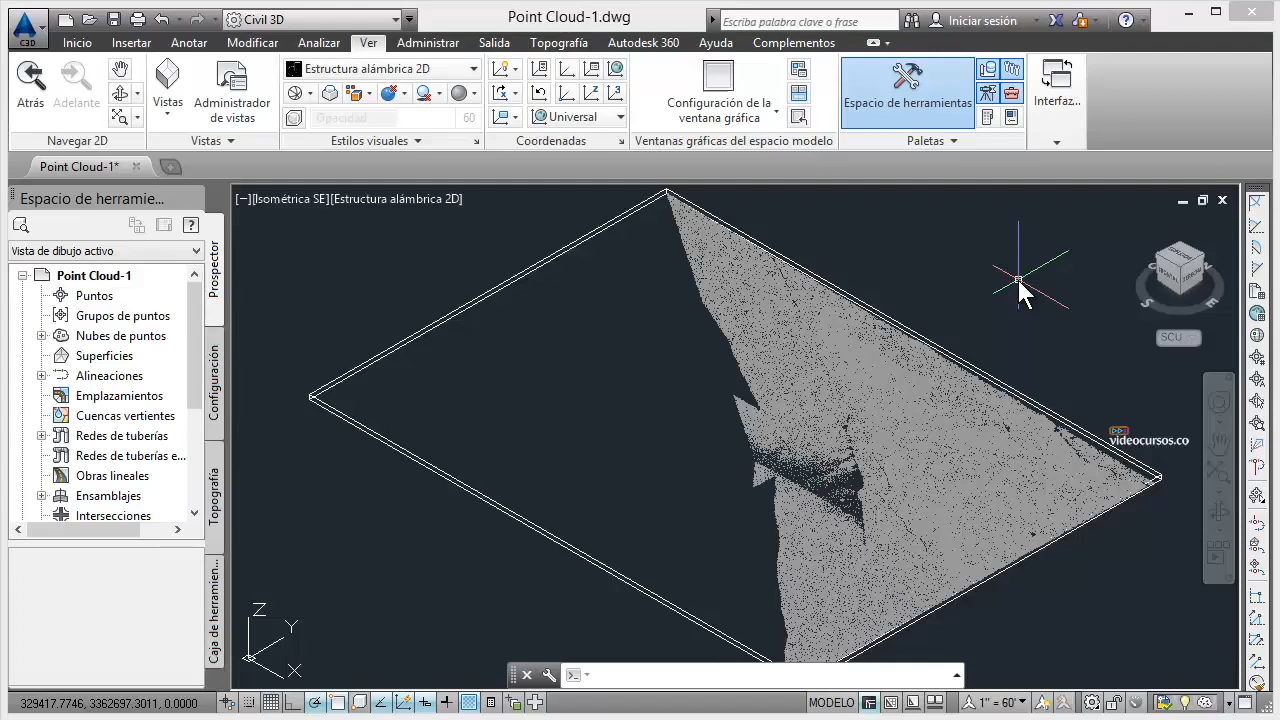 Civil 3D
Point Cloud-1.dwg
Escriba palabra clave o frase
Iniciar sesión
C3D
Inicio Insertar Anotar Modificar Analizar Ver Administrar Salida Topografía Autodesk 360 Ayuda Complementos
Estructura alámbrica 2D
Atrás Adelante
Vistas
Administrador
de vistas
Opacidad 60
Universal
Configuración de la
ventana gráfica
Espacio de herramientas
Interfaz...
Navegar 2D Vistas Estilos visuales Coordenadas Ventanas gráficas del espacio modelo Paletas
Point Cloud-1*
Espacio de herramie...
Vista de dibujo activo
Point Cloud-1
Puntos
Grupos de puntos
Nubes de puntos
Superficies
Alineaciones
Emplazamientos
Cuencas vertientes
Redes de tuberías
Redes de tuberías e...
Obras lineales
Ensamblajes
Intersecciones
Prospector
Configuración
Topografía
Caja de herramien...
[−][Isométrica SE][Estructura alámbrica 2D]
S
E
SCU
videocursos.co
Z
Y
X
329417.7746, 3362697.3011, 0.0000
MODELO
1" = 60'